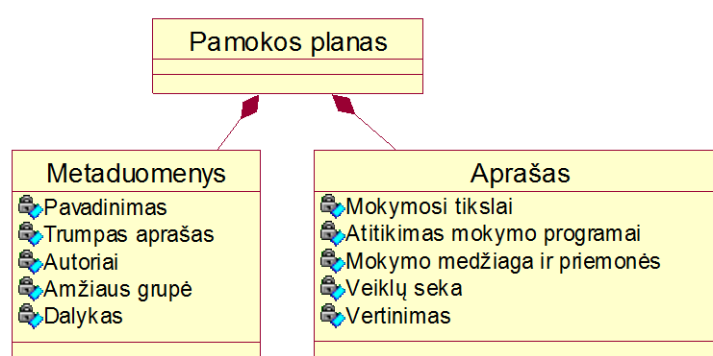 Pamokos planas
Metaduomenys
Pavadinimas
Trumpas aprašas
Autoriai
Amžiaus grupė
Dalykas
Aprašas
Mokymosi tikslai
Atitikimas mokymo programai
Mokymo medžiaga ir priemonės
Veiklų seka
Vertinimas